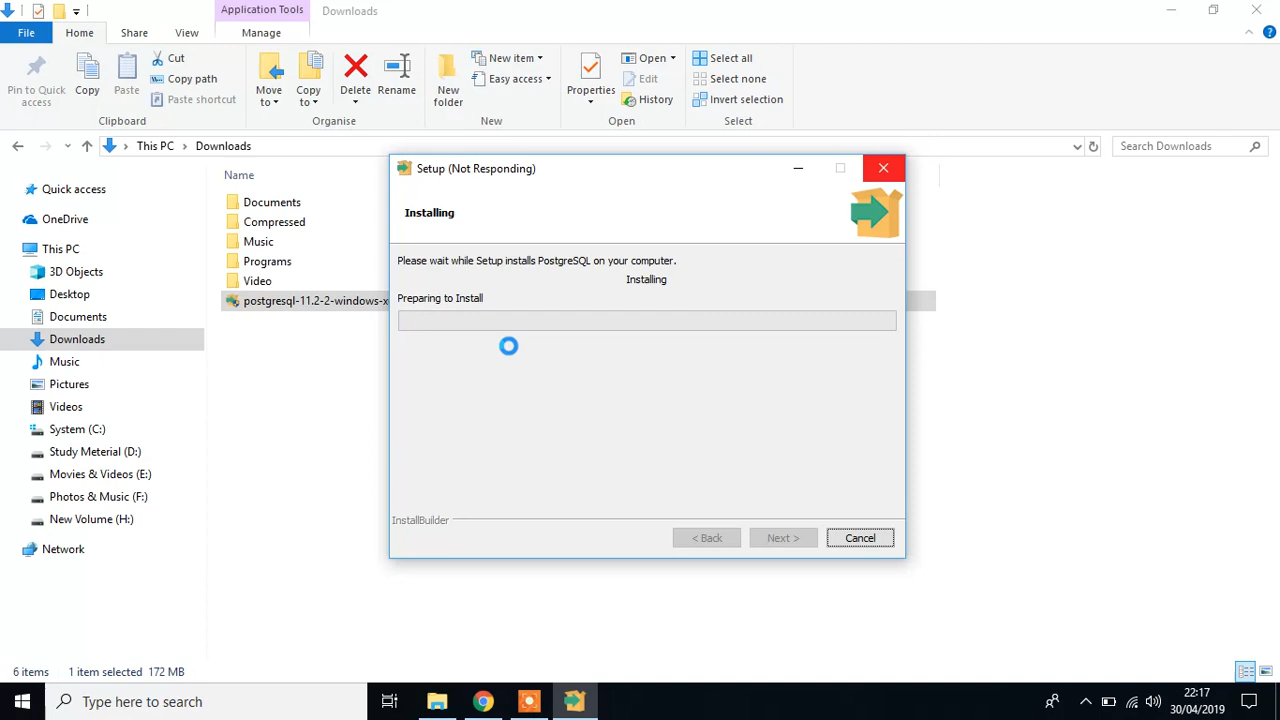 Application Tools
Downloads
File
Home
Share
View
Manage
Pin to Quick access
Copy
Paste
Cut
Copy path
Paste shortcut
Clipboard
Move to
Copy to
Delete
Rename
Organise
New folder
New item
Easy access
New
Properties
Open
Edit
History
Open
Select all
Select none
Invert selection
Select
This PC
Downloads
Search Downloads
Quick access
OneDrive
This PC
3D Objects
Desktop
Documents
Downloads
Music
Pictures
Videos
System (C:)
Study Meterial (D:)
Movies & Videos (E:)
Photos & Music (F:)
New Volume (H:)
Network
Name
Documents
Compressed
Music
Programs
Video
postgresql-11.2-2-windows-x
Setup (Not Responding)
Installing
Please wait while Setup installs PostgreSQL on your computer.
Installing
Preparing to Install
InstallBuilder
< Back
Next >
Cancel
6 items
1 item selected 172 MB
Type here to search
22:17
30/04/2019